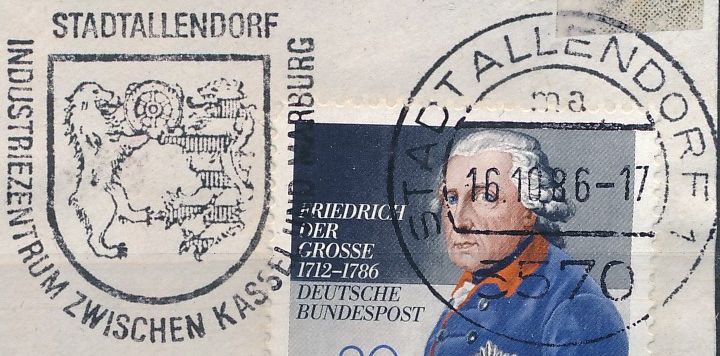 STADTALLENDORF
INDUSTRIEZENTRUM ZWISCHEN KASSEL UND MARBURG
STADTALLENDORF 1
ma
16.10.86-17
3570
FRIEDRICH
DER
GROSSE
1712–1786
DEUTSCHE
BUNDESPOST